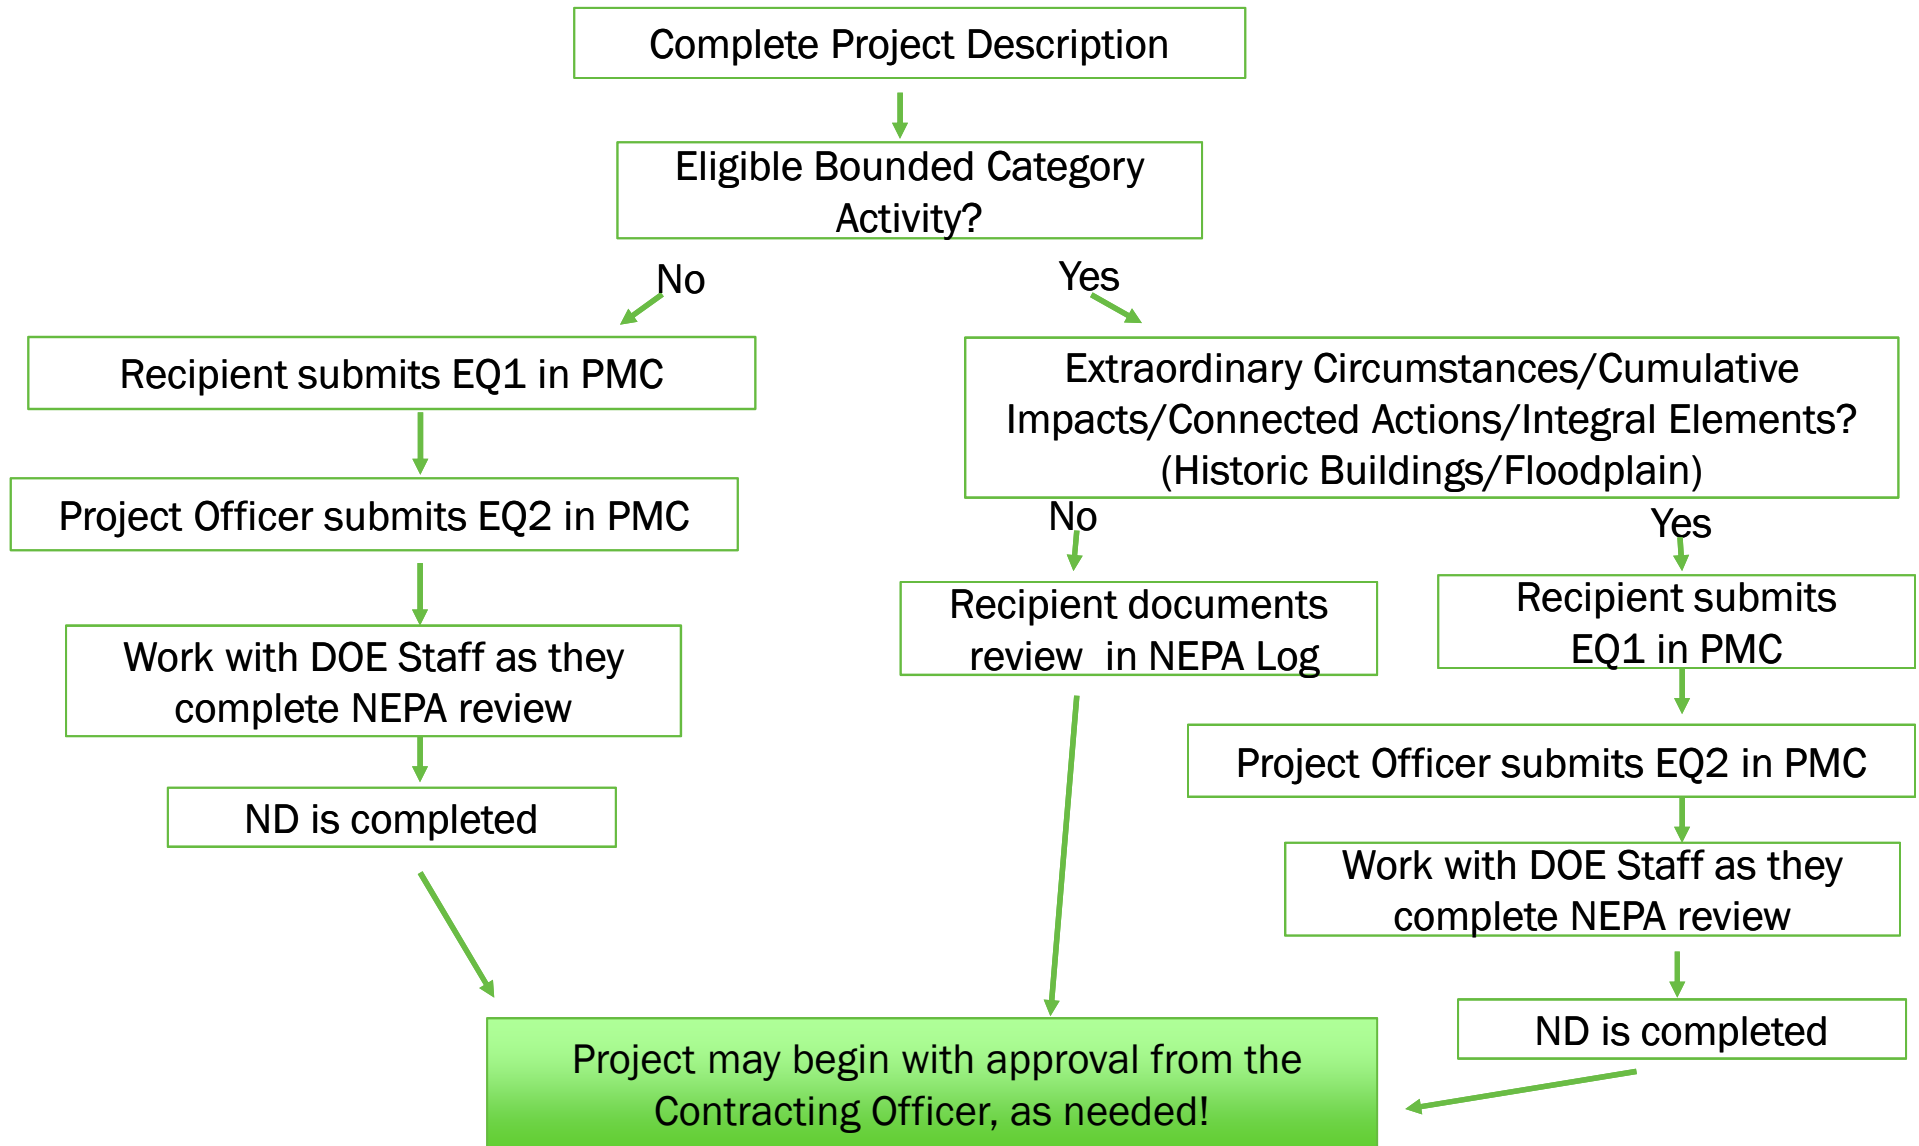 Complete Project Description
Eligible Bounded Category
Activity?
No
Yes
Recipient submits EQ1 in PMC
Project Officer submits EQ2 in PMC
Work with DOE Staff as they
complete NEPA review
ND is completed
Extraordinary Circumstances/Cumulative
Impacts/Connected Actions/Integral Elements?
(Historic Buildings/Floodplain)
No
Yes
Recipient documents
review in NEPA Log
Recipient submits
EQ1 in PMC
Project Officer submits EQ2 in PMC
Work with DOE Staff as they
complete NEPA review
ND is completed
Project may begin with approval from the
Contracting Officer, as needed!